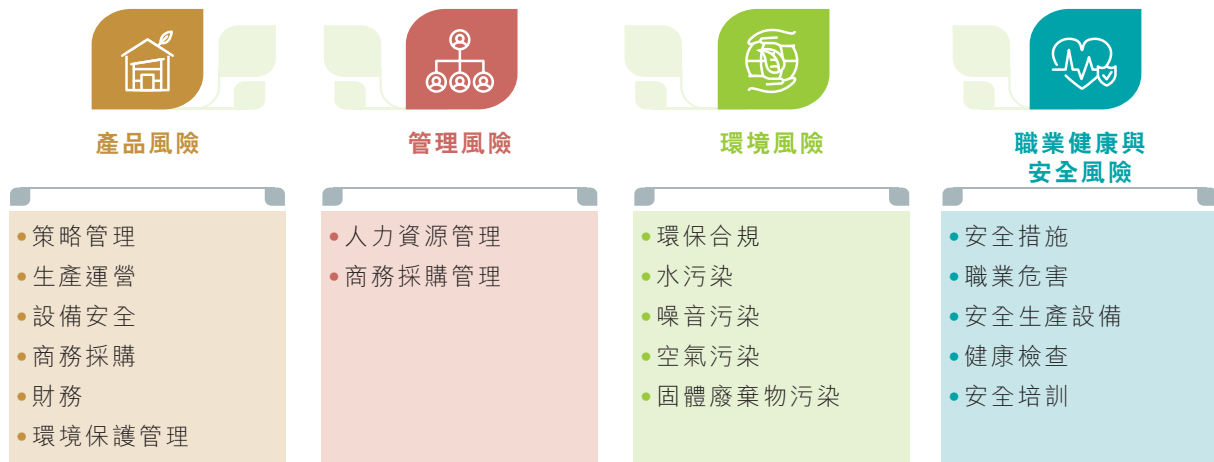 產品風險
• 策略管理
• 生產運營
• 設備安全
• 商務採購
• 財務
• 環境保護管理
管理風險
• 人力資源管理
• 商務採購管理
環境風險
• 環保合規
• 水污染
• 噪音污染
• 空氣污染
• 固體廢棄物污染
職業健康與
安全風險
• 安全措施
• 職業危害
• 安全生產設備
• 健康檢查
• 安全培訓